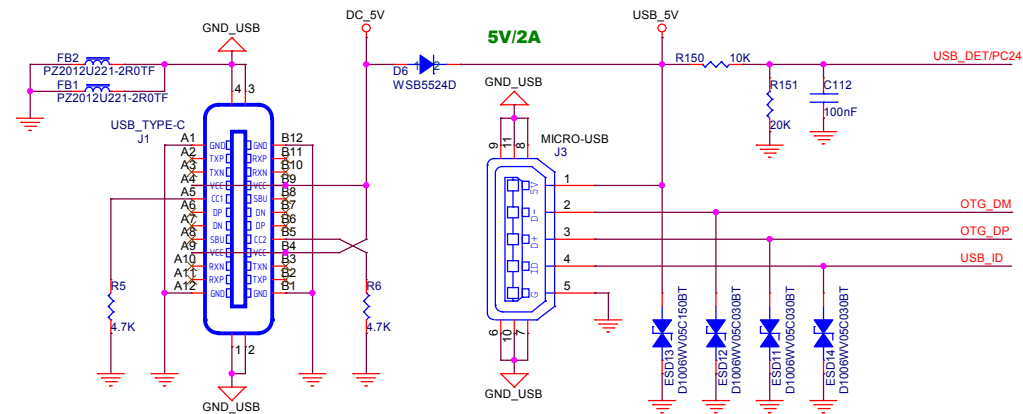 DC_5V
USB_5V
GND_USB
5V/2A
FB2
PZ2012U221-2R0TF
FB1
PZ2012U221-2R0TF
D6
1 2
WSB5524D
R150 10K
USB_DET/PC24
R151
20K
C112
100nF
GND_USB
4 3
USB_TYPE-C
J1
MICRO-USB
J3
9 11 8
A1 GND GND B12
A2 TXP RXP B11
A3 TXN RXN B10
A4 VCC VCC B9
A5 CC1 SBU B8
A6 DP DN B7
A7 DN DP B6
A8 SBU CC2 B5
A9 VCC VCC B4
A10 RXN TXN B3
A11 RXP TXP B2
A12 GND GND B1
5V 1
D- 2
D+ 3
ID 4
G 5
OTG_DM
OTG_DP
USB_ID
R5
4.7K
R6
4.7K
1 2
GND_USB
6 10 7
GND_USB
ESD13
D1006WV05C150BT
ESD12
D1006WV05C030BT
ESD11
D1006WV05C030BT
ESD14
D1006WV05C030BT